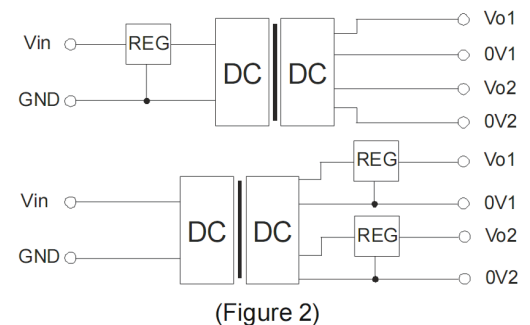 Vin
REG
Vo1
0V1
DC
DC
Vo2
GND
0V2
REG
Vo1
Vin
0V1
DC
DC
REG
Vo2
GND
0V2
(Figure 2)